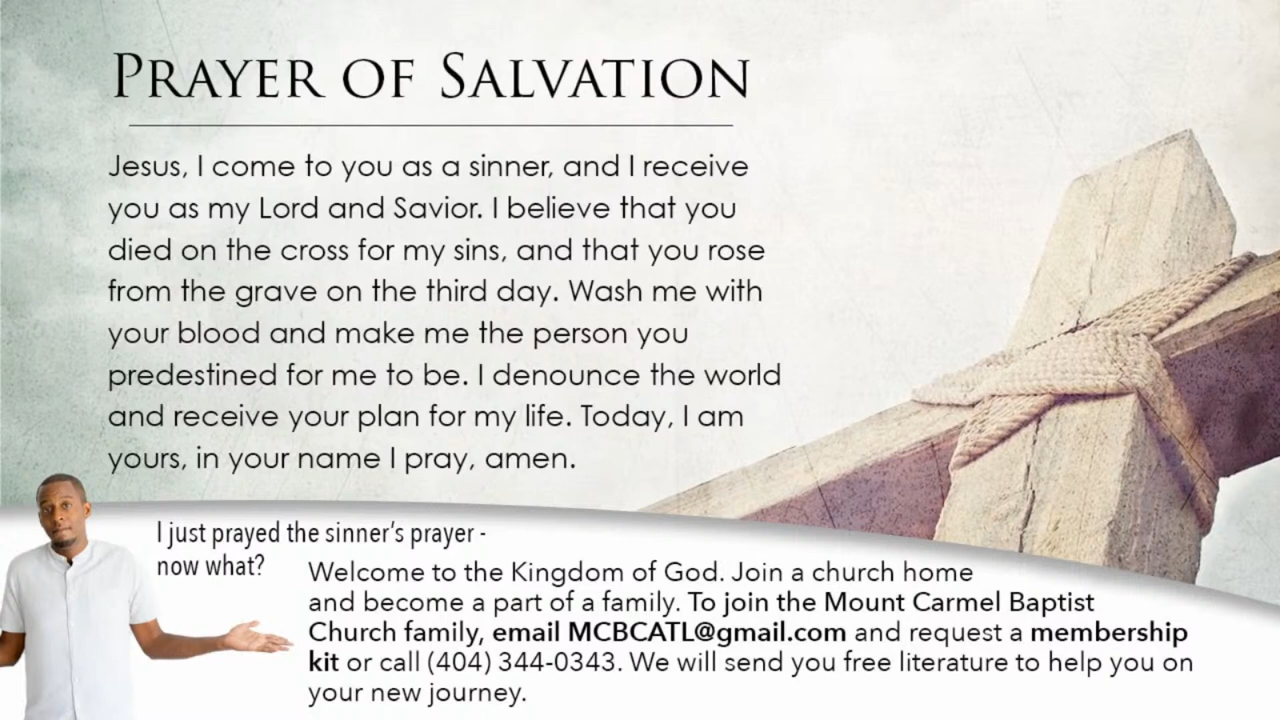 PRAYER OF SALVATION
Jesus, I come to you as a sinner, and I receive
you as my Lord and Savior. I believe that you
died on the cross for my sins, and that you rose
from the grave on the third day. Wash me with
your blood and make me the person you
predestined for me to be. I denounce the world
and receive your plan for my life. Today, I am
yours, in your name I pray, amen.
I just prayed the sinner's prayer -
now what?
Welcome to the Kingdom of God. Join a church home
and become a part of a family. To join the Mount Carmel Baptist
Church family, email MCBCATL@gmail.com and request a membership
kit or call (404) 344-0343. We will send you free literature to help you on
your new journey.